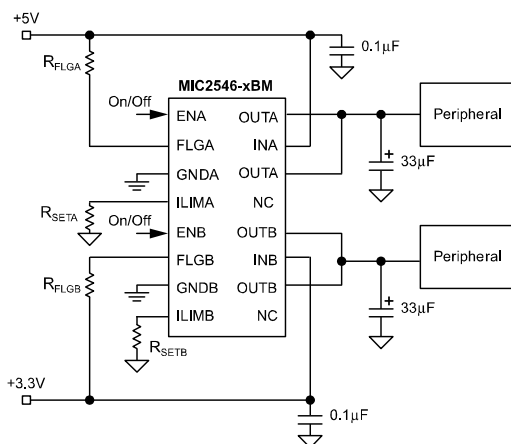 +5V
0.1µF
RFLGA
MIC2546-xBM
On/Off
ENA
OUTA
Peripheral
FLGA
INA
GNDA
OUTA
33µF
ILIMA
NC
RSETA
On/Off
ENB
OUTB
FLGB
INB
Peripheral
RFLGB
GNDB
OUTB
33µF
ILIMB
NC
RSETB
+3.3V
0.1µF